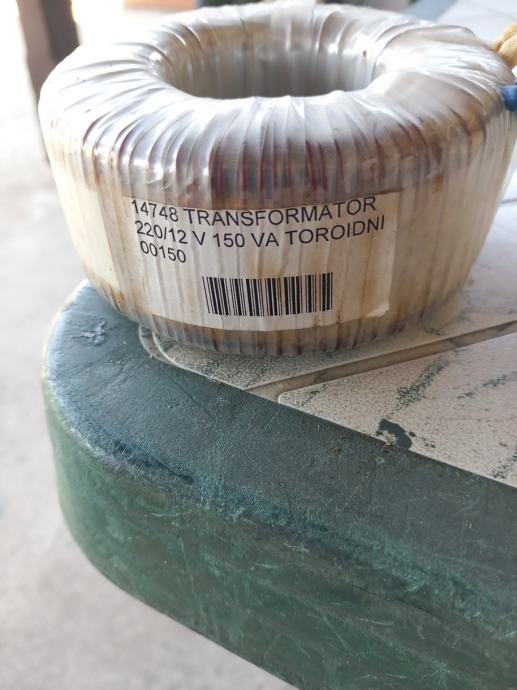 14748 TRANSFORMATOR
220/12 V 150 VA TOROIDNI
00150